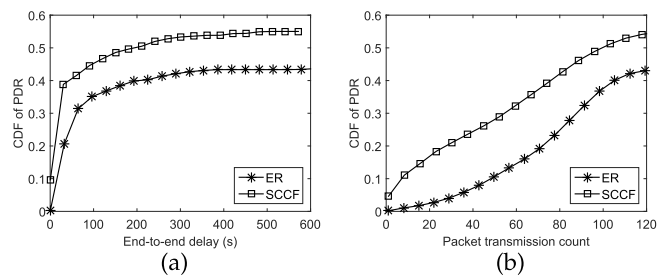 0.6
0.5
0.4
0.3
0.2
0.1
0
CDF of PDR
0 100 200 300 400 500 600
End-to-end delay (s)
ER
SCCF
(a)
0.6
0.5
0.4
0.3
0.2
0.1
0
CDF of PDR
0 20 40 60 80 100 120
Packet transmission count
ER
SCCF
(b)